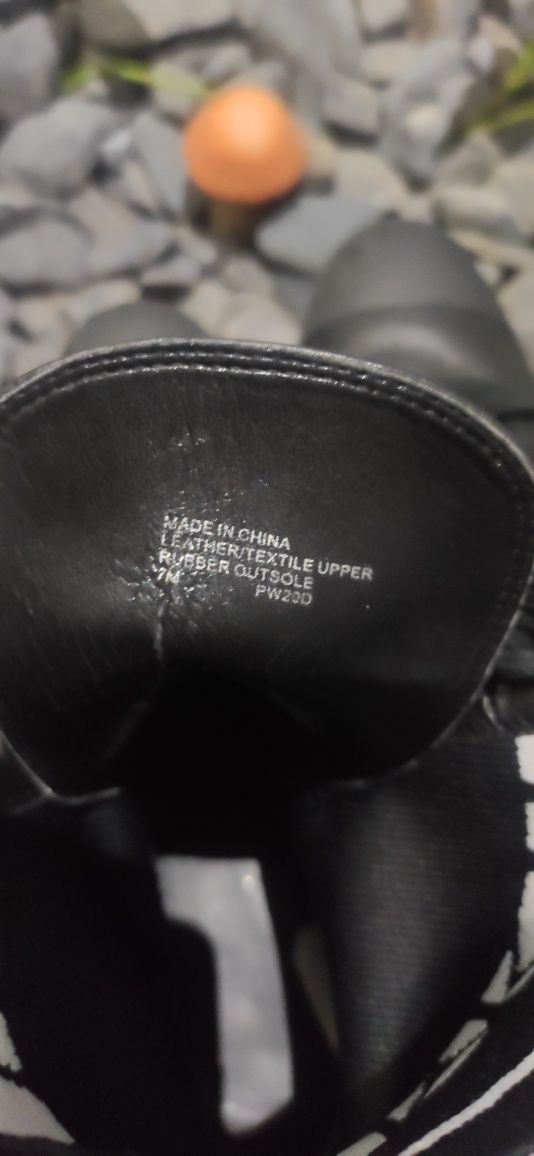 MADE IN CHINA
LEATHER/TEXTILE UPPER
RUBBER OUTSOLE
7M PW20D